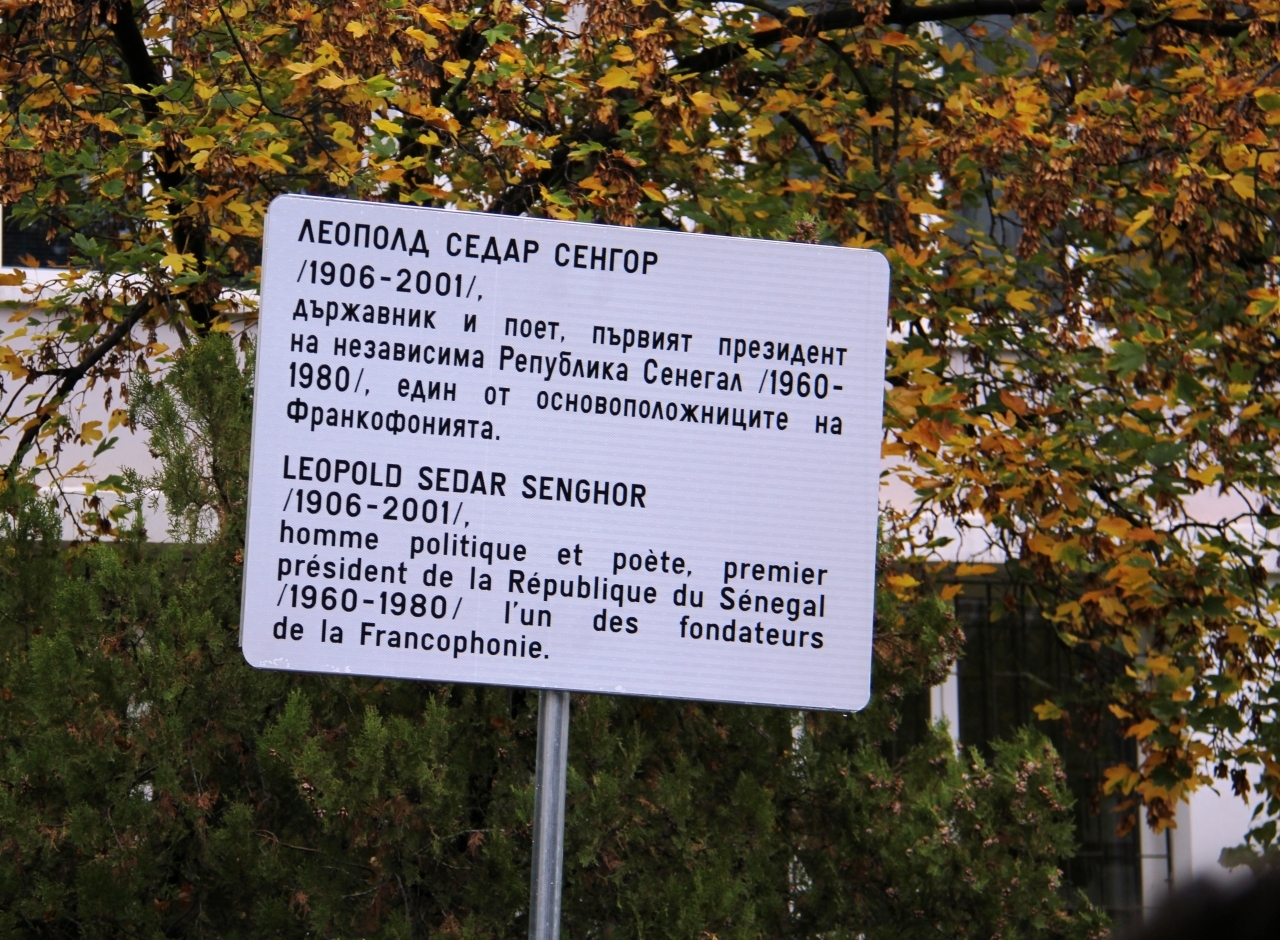 ЛЕОПОЛД СЕДАР СЕНГОР
/1906-2001/,
държавник и поет, първият президент
на независима Република Сенегал /1960-
1980/, един от основоположниците на
Франкофонията.
LEOPOLD SEDAR SENGHOR
/1906-2001/,
homme politique et poète, premier
président de la République du Sénegal
/1960-1980/ l'un des fondateurs
de la Francophonie.